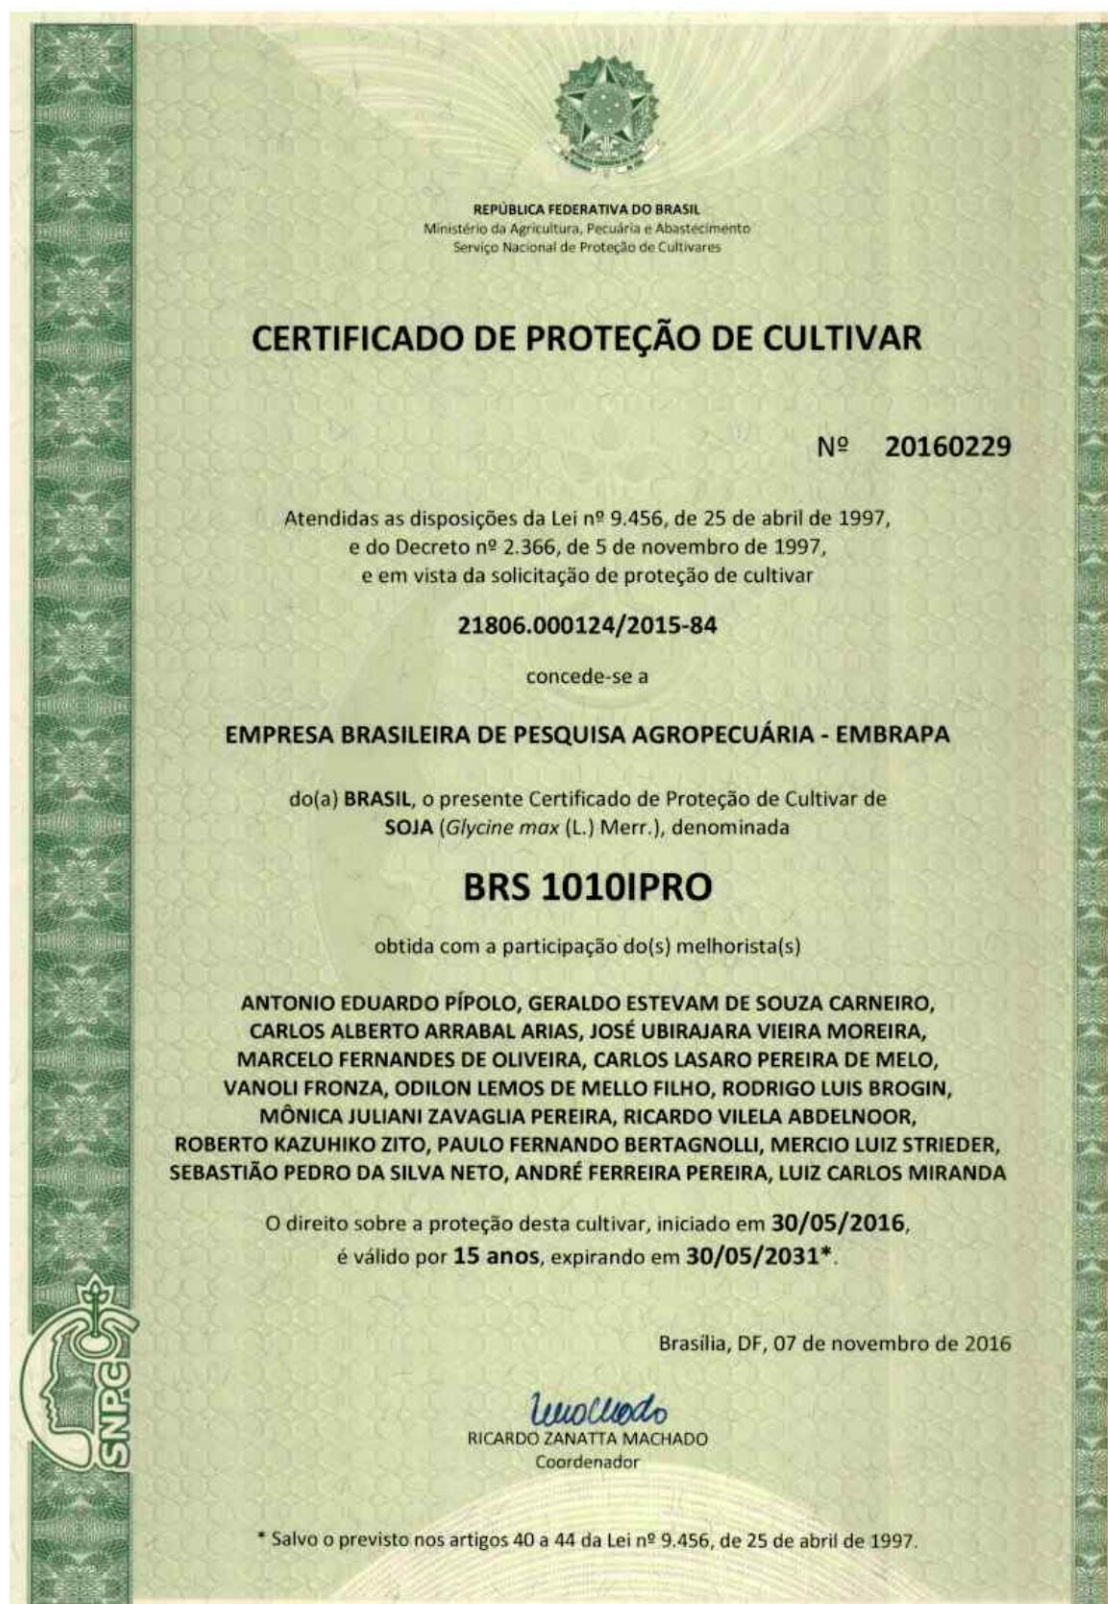 REPÚBLICA FEDERATIVA DO BRASIL
Ministério da Agricultura, Pecuária e Abastecimento
Serviço Nacional de Proteção de Cultivares
CERTIFICADO DE PROTEÇÃO DE CULTIVAR
Nº 20160229
Atendidas as disposições da Lei nº 9.456, de 25 de abril de 1997,
e do Decreto nº 2.366, de 5 de novembro de 1997,
e em vista da solicitação de proteção de cultivar
21806.000124/2015-84
concede-se a
EMPRESA BRASILEIRA DE PESQUISA AGROPECUÁRIA - EMBRAPA
do(a) BRASIL, o presente Certificado de Proteção de Cultivar de
SOJA (Glycine max (L.) Merr.), denominada
BRS 1010IPRO
obtida com a participação do(s) melhorista(s)
ANTONIO EDUARDO PÍPOLO, GERALDO ESTEVAM DE SOUZA CARNEIRO,
CARLOS ALBERTO ARRABAL ARIAS, JOSÉ UBIRAJARA VIEIRA MOREIRA,
MARCELO FERNANDES DE OLIVEIRA, CARLOS LASARO PEREIRA DE MELO,
VANOLI FRONZA, ODILON LEMOS DE MELLO FILHO, RODRIGO LUIS BROGIN,
MÔNICA JULIANI ZAVAGLIA PEREIRA, RICARDO VILELA ABDELNOOR,
ROBERTO KAZUHIKO ZITO, PAULO FERNANDO BERTAGNOLLI, MERCIO LUIZ STRIEDER,
SEBASTIÃO PEDRO DA SILVA NETO, ANDRÉ FERREIRA PEREIRA, LUIZ CARLOS MIRANDA
O direito sobre a proteção desta cultivar, iniciado em 30/05/2016,
é válido por 15 anos, expirando em 30/05/2031*.
Brasília, DF, 07 de novembro de 2016
RICARDO ZANATTA MACHADO
Coordenador
SNPC
* Salvo o previsto nos artigos 40 a 44 da Lei nº 9.456, de 25 de abril de 1997.